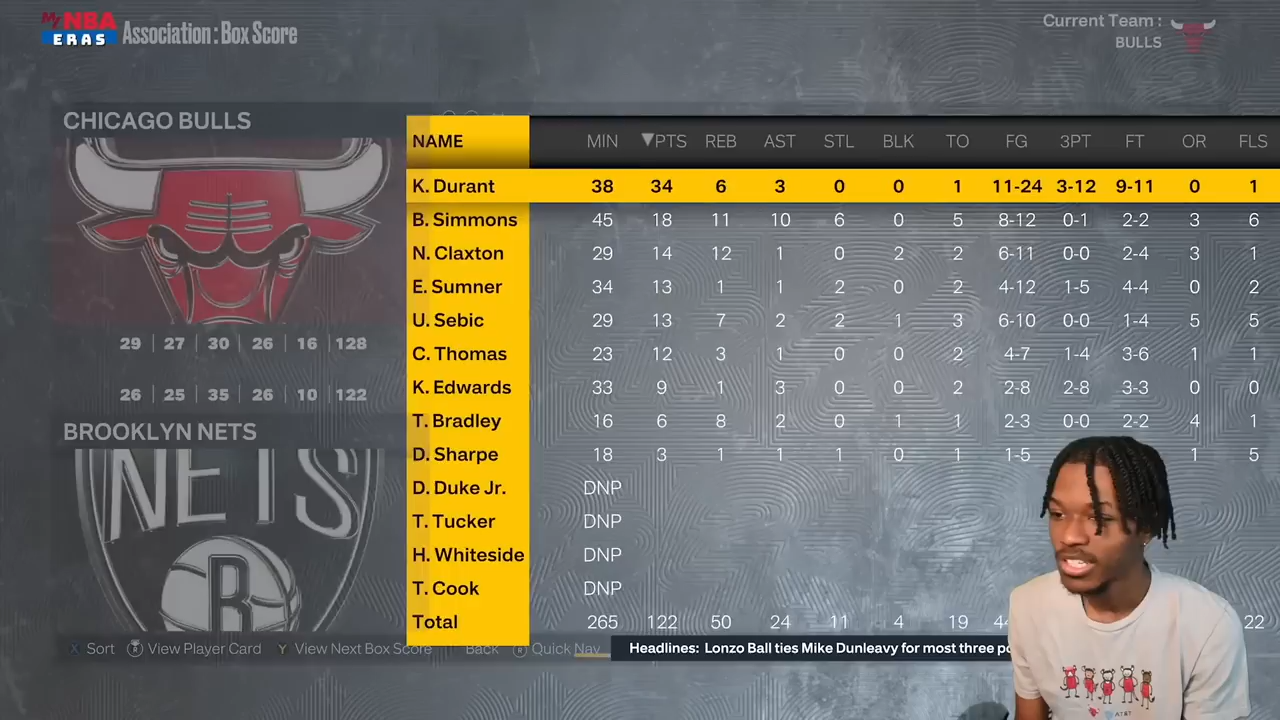 My NBA ERAS Association: Box Score
Current Team : BULLS
CHICAGO BULLS
29 | 27 | 30 | 26 | 16 | 128
26 | 25 | 35 | 26 | 10 | 122
BROOKLYN NETS
NETS
B
NAME MIN ▼PTS REB AST STL BLK TO FG 3PT FT OR FLS
K. Durant 38 34 6 3 0 0 1 11-24 3-12 9-11 0 1
B. Simmons 45 18 11 10 6 0 5 8-12 0-1 2-2 3 6
N. Claxton 29 14 12 1 0 2 2 6-11 0-0 2-4 3 1
E. Sumner 34 13 1 1 2 0 2 4-12 1-5 4-4 0 2
U. Sebic 29 13 7 2 2 1 3 6-10 0-0 1-4 5 5
C. Thomas 23 12 3 1 0 0 2 4-7 1-4 3-6 1 1
K. Edwards 33 9 1 3 0 0 2 2-8 2-8 3-3 0 0
T. Bradley 16 6 8 2 0 1 1 2-3 0-0 2-2 4 1
D. Sharpe 18 3 1 1 1 0 1 1-5 1 5
D. Duke Jr. DNP
T. Tucker DNP
H. Whiteside DNP
T. Cook DNP
Total 265 122 50 24 11 4 19 22
X Sort R View Player Card Y View Next Box Score Back R Quick Nav
Headlines: Lonzo Ball ties Mike Dunleavy for most three po
AT&T